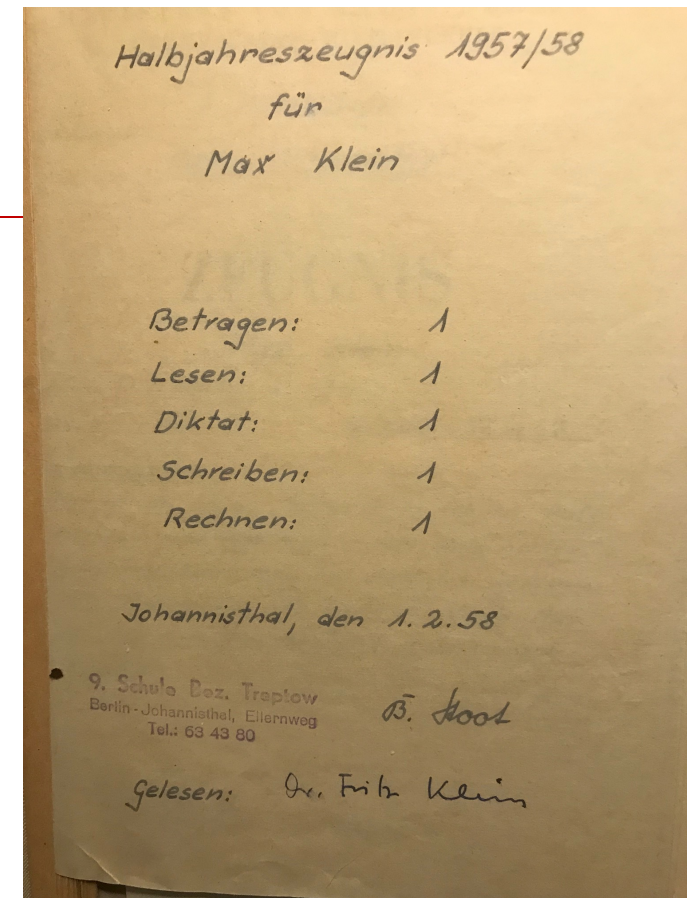 Halbjahreszeugnis 1957/58
für
Max Klein
Betragen: 1
Lesen: 1
Diktat: 1
Schreiben: 1
Rechnen: 1
Johannisthal, den 1.2.58
9. Schule Bez. Treptow
Berlin-Johannisthal, Ellernweg
Tel.: 63 43 80
B.
Gelesen: Dr. Fritz Klein